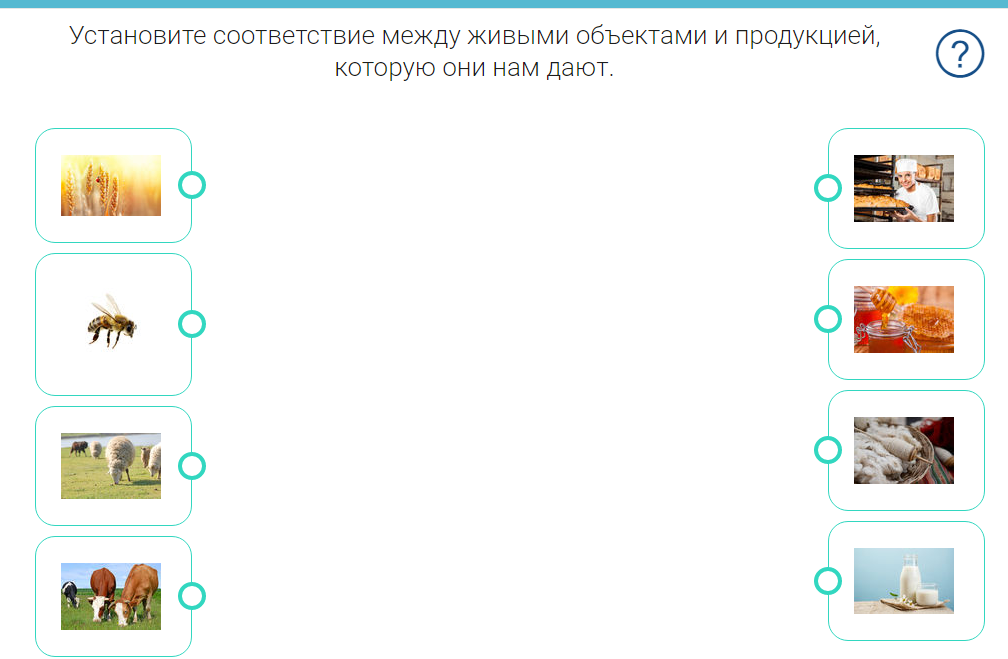 Установите соответствие между живыми объектами и продукцией,
которую они нам дают.
?